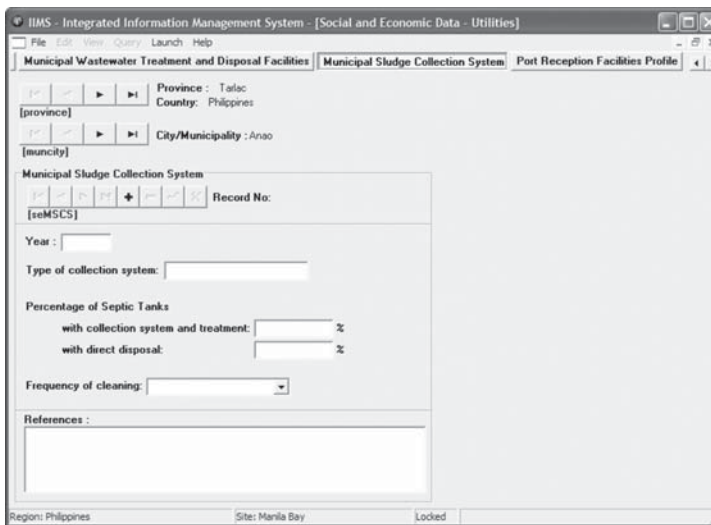 IIMS - Integrated Information Management System - [Social and Economic Data - Utilities]
File Edit View Query Launch Help
Municipal Wastewater Treatment and Disposal Facilities Municipal Sludge Collection System Port Reception Facilities Profile
Province : Tarlac
Country: Philippines
[province]
City/Municipality : Anao
[muncity]
Municipal Sludge Collection System
Record No:
[seMSCS]
Year :
Type of collection system:
Percentage of Septic Tanks
with collection system and treatment: %
with direct disposal: %
Frequency of cleaning:
References :
Region: Philippines Site: Manila Bay Locked